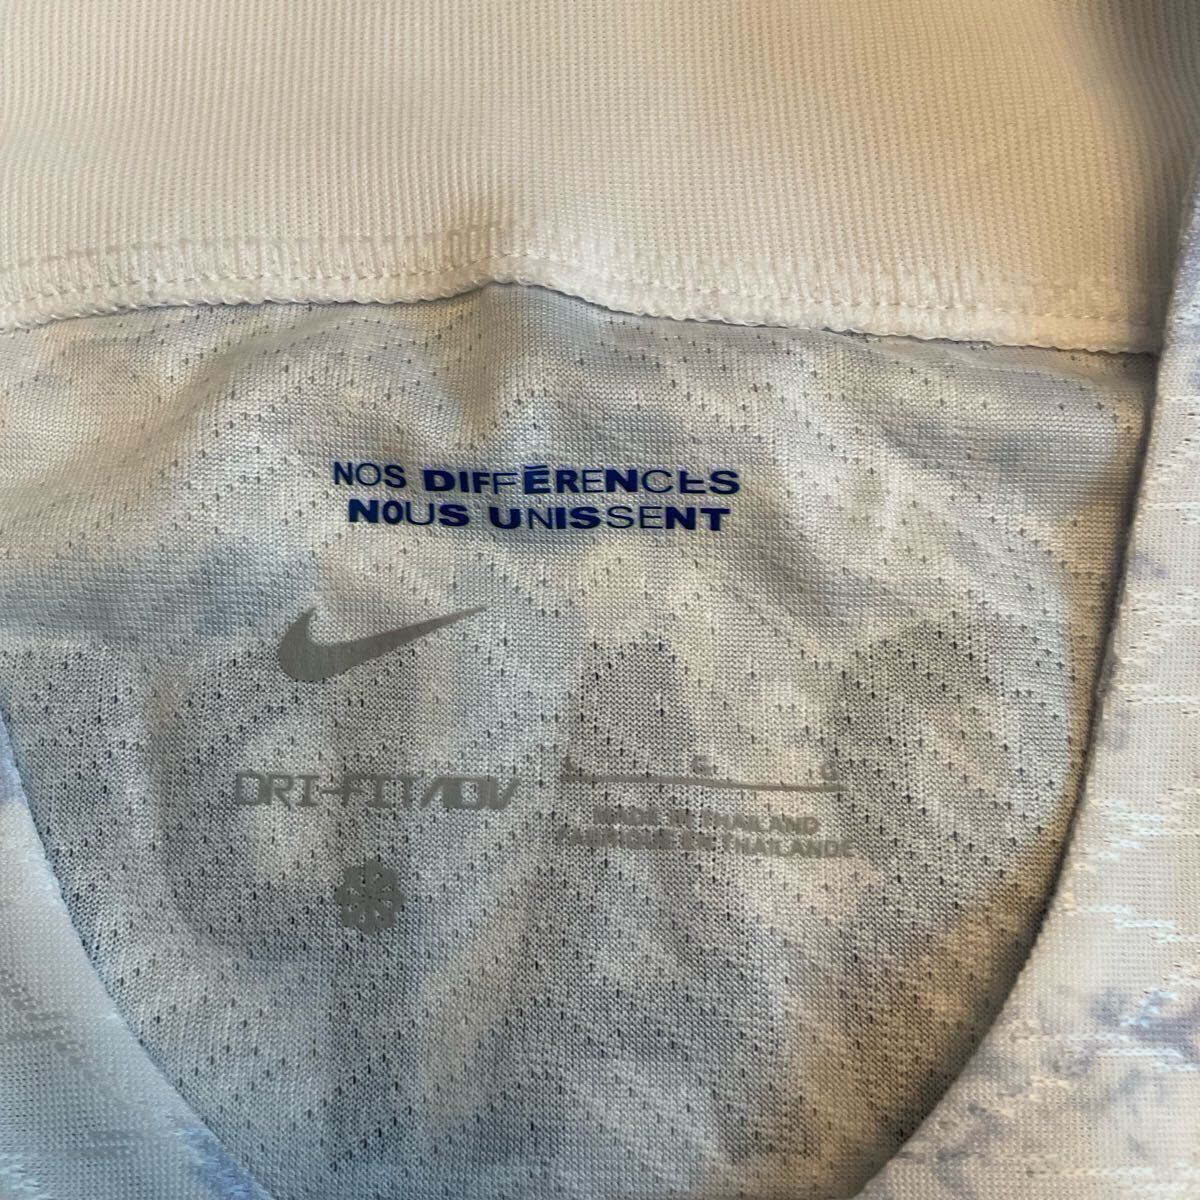 NOS DIFFÉRENCES
NOUS UNISSENT
DRI-FIT ADV
L G G
MADE IN THAILAND
FABRIQUÉ EN THAÏLANDE